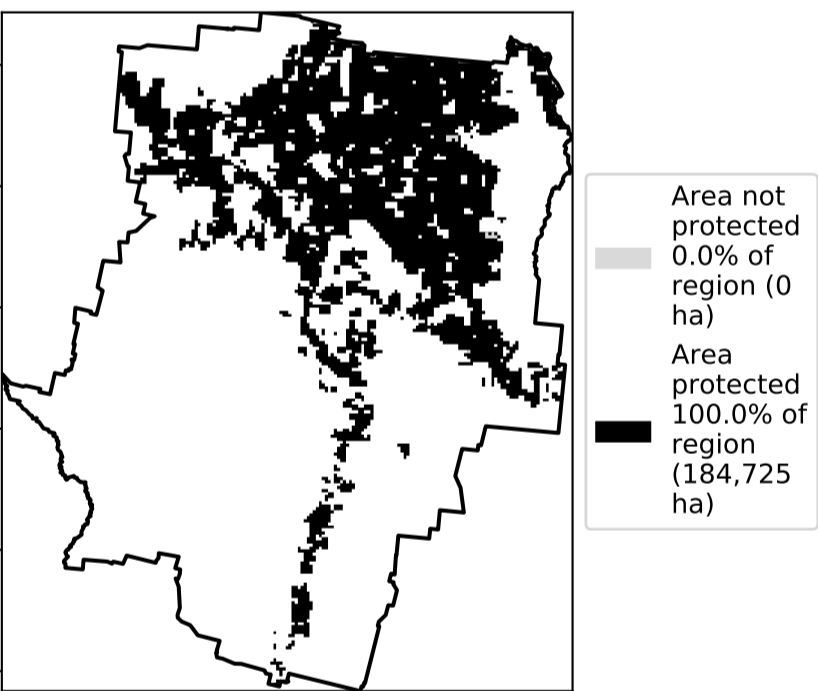 Area not
protected
0.0% of
region (0
ha)
Area
protected
100.0% of
region
(184,725
ha)